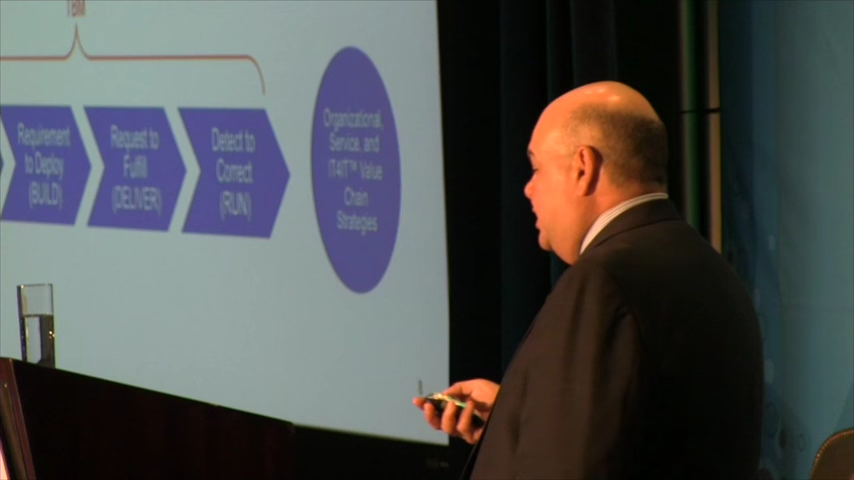 TBM
Requirement
to Deploy
(BUILD)
Request to
Fulfill
(DELIVER)
Detect to
Correct
(RUN)
Organizational,
Service, and
IT4IT™ Value
Chain
Strategies